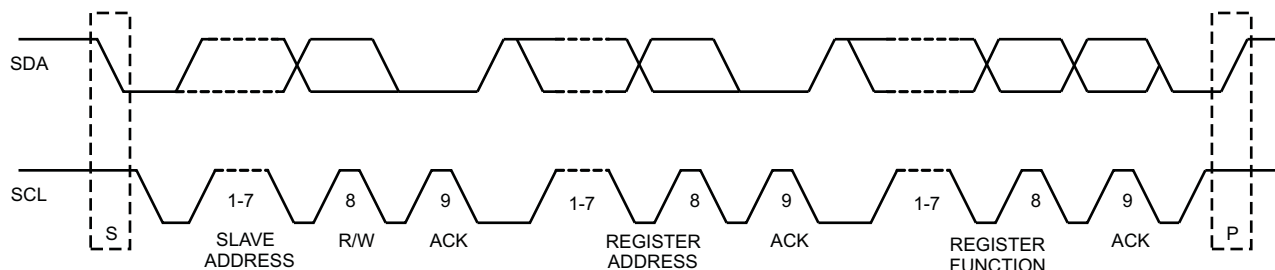 SDA
SCL
1-7
8
9
1-7
8
9
1-7
8
9
S
P
SLAVE
ADDRESS
R/W
ACK
REGISTER
ADDRESS
ACK
REGISTER
FUNCTION
ACK